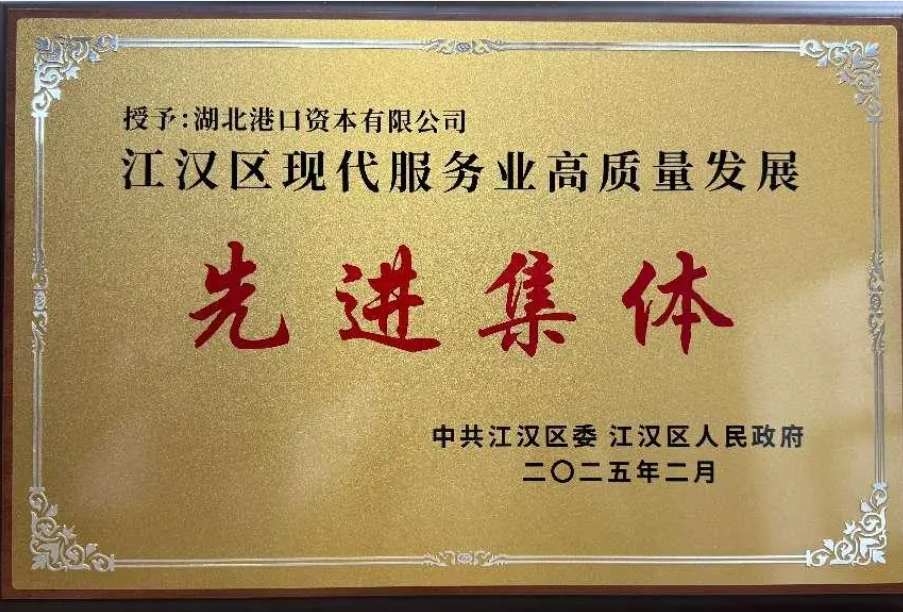 授予:湖北港口资本有限公司
江汉区现代服务业高质量发展
先进集体
中共江汉区委 江汉区人民政府
二〇二五年二月